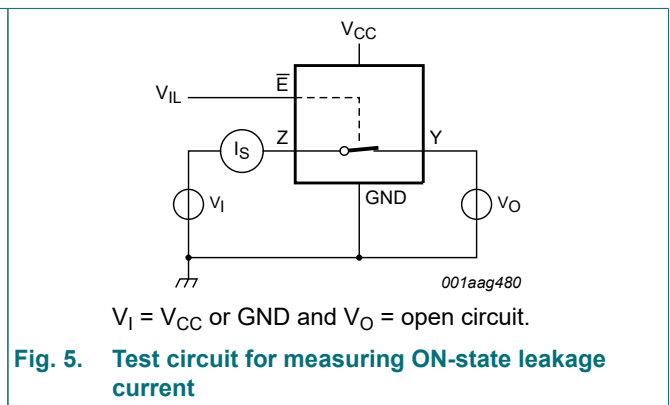 VCC
E̅
VIL
IS
Z
Y
GND
VI
VO
001aag480
VI = VCC or GND and VO = open circuit.
Fig. 5. Test circuit for measuring ON-state leakage
current